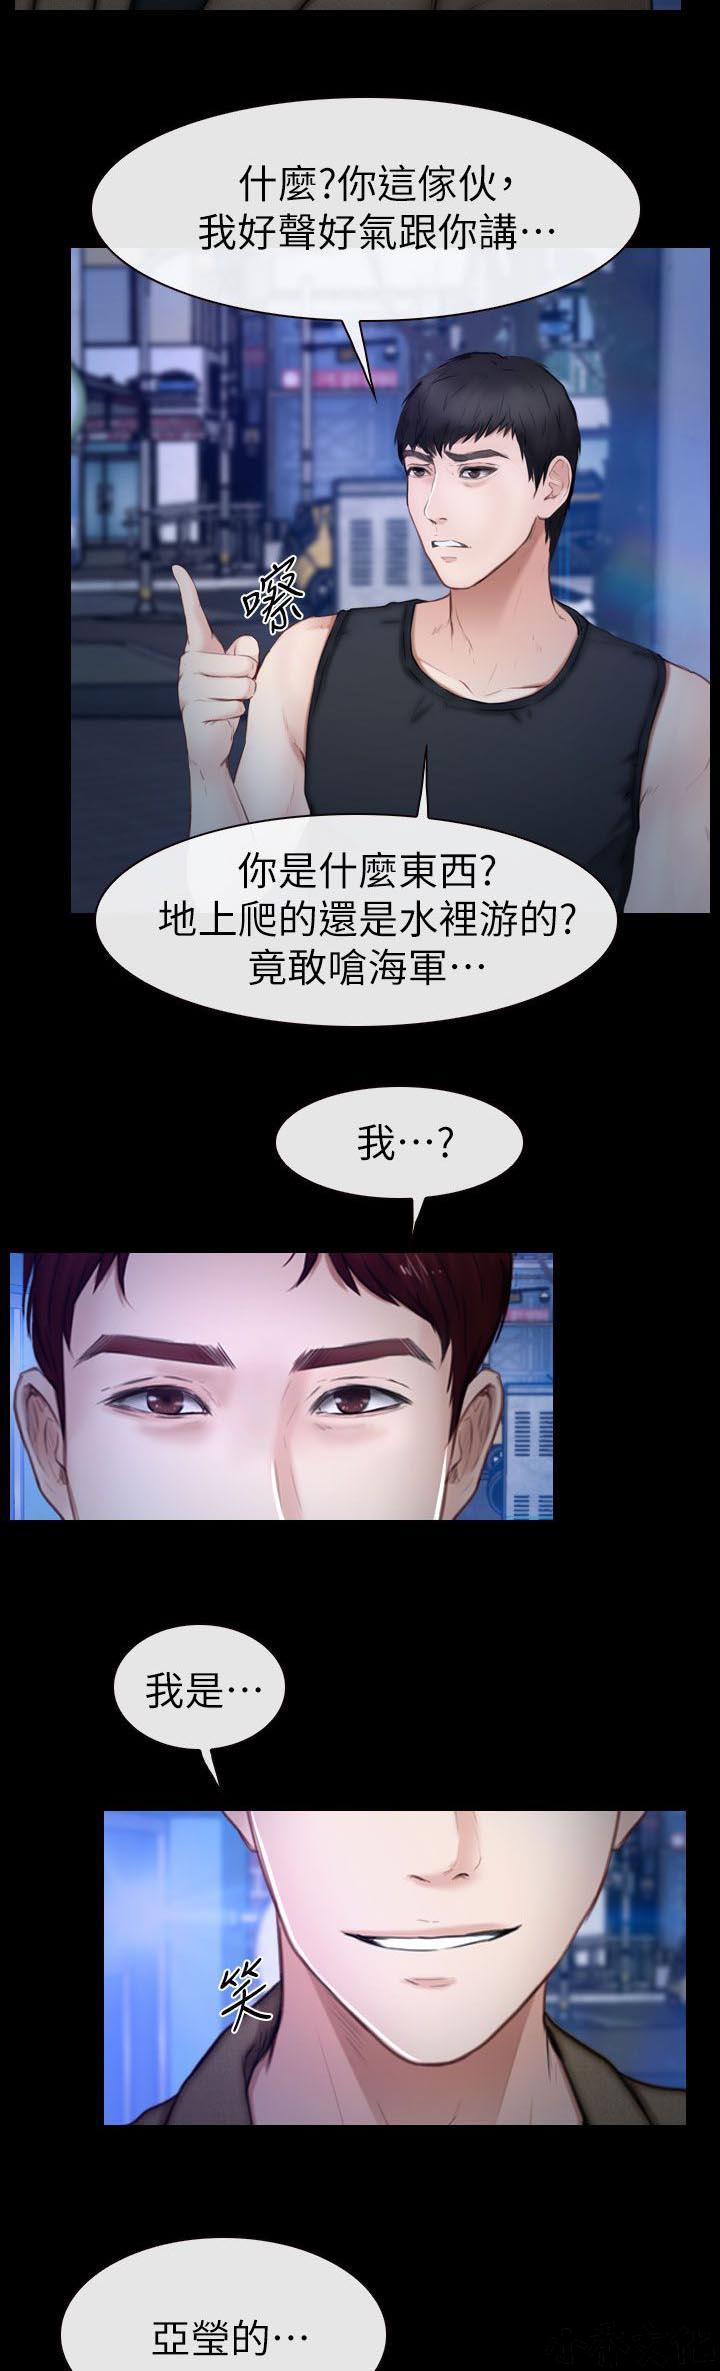 什麼?你這傢伙，
我好聲好氣跟你講⋯
嚓
你是什麼東西?
地上爬的還是水裡游的?
竟敢嗆海軍⋯
我⋯?
我是⋯
笑
亞瑩的⋯